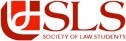 SLS
SOCIETY OF LAW STUDENTS